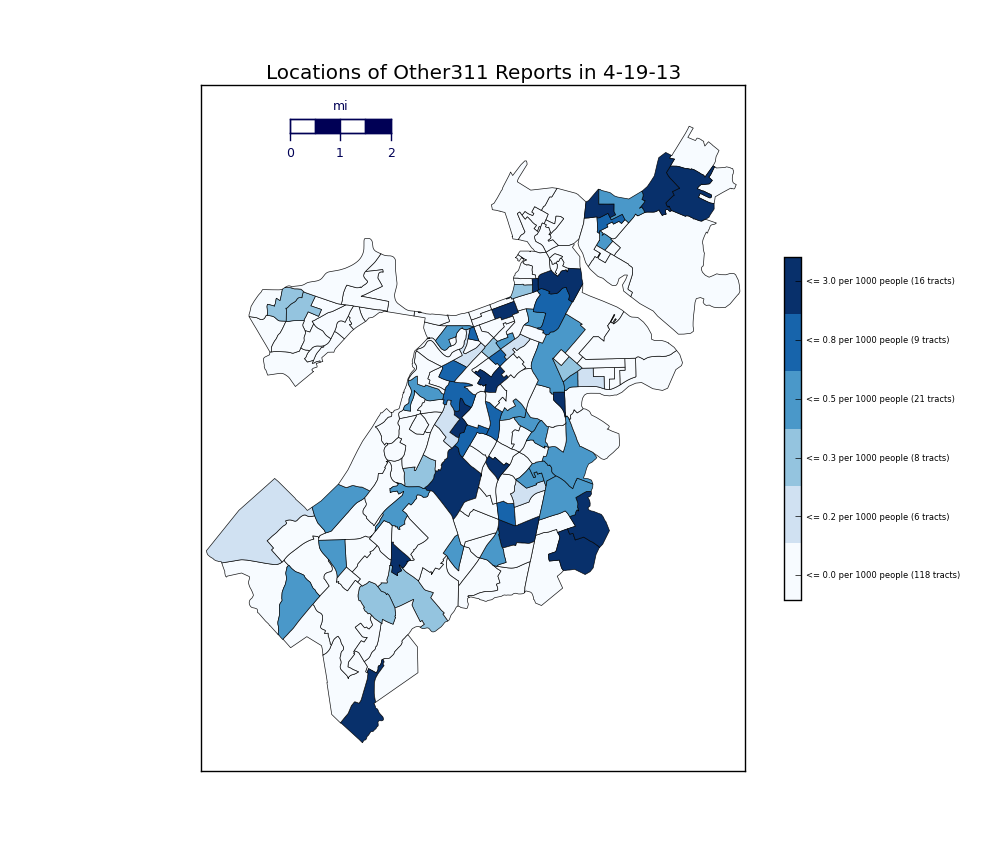 Locations of Other311 Reports in 4-19-13
mi
0 1 2
<= 3.0 per 1000 people (16 tracts)
<= 0.8 per 1000 people (9 tracts)
<= 0.5 per 1000 people (21 tracts)
<= 0.3 per 1000 people (8 tracts)
<= 0.2 per 1000 people (6 tracts)
<= 0.0 per 1000 people (118 tracts)